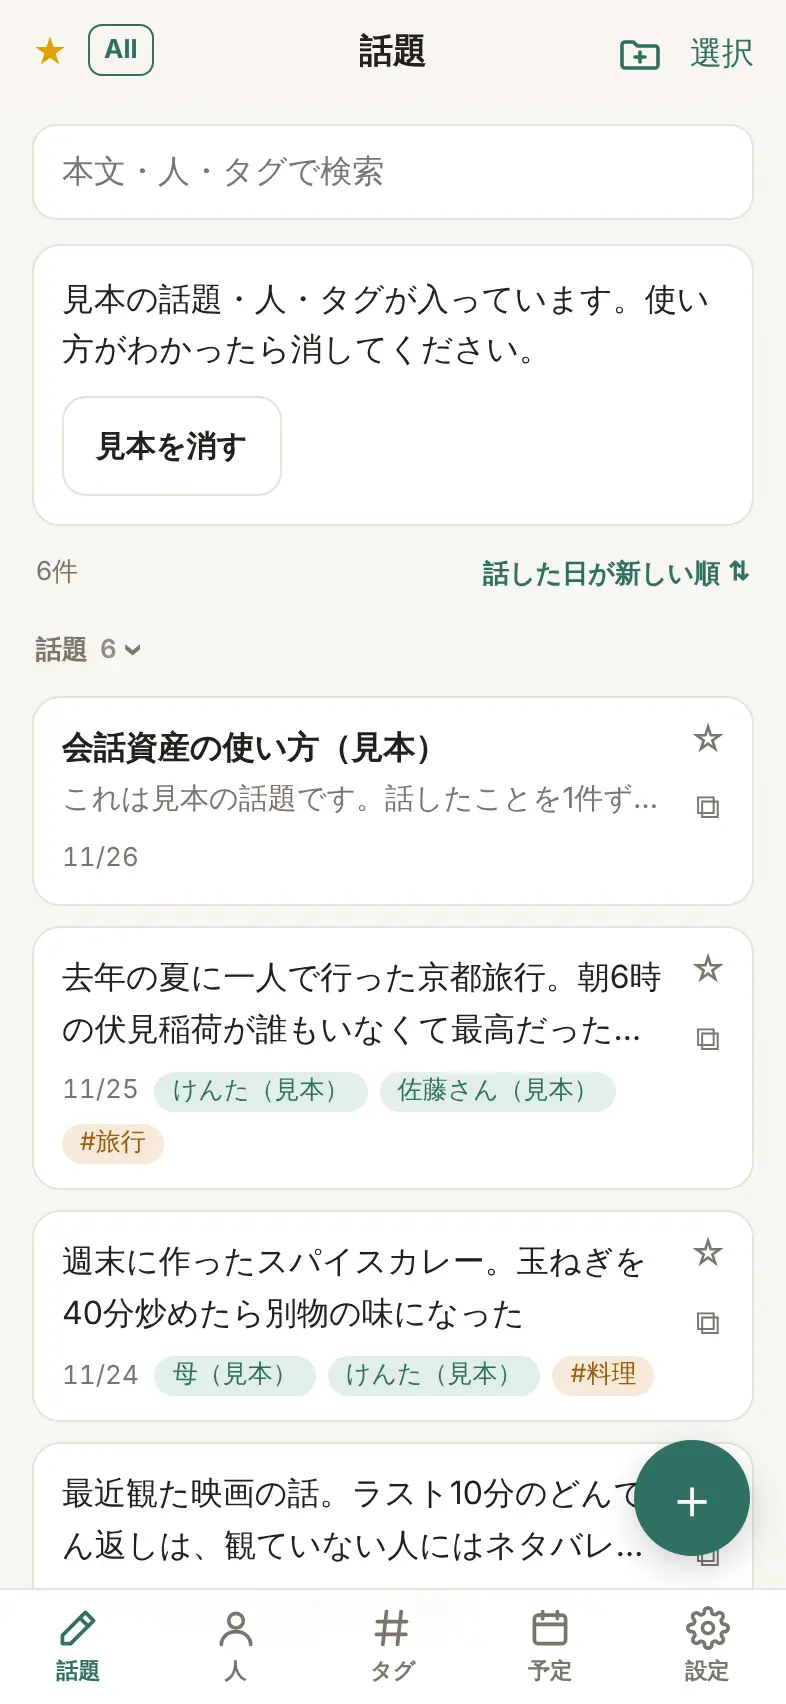 ★ All 話題 選択
本文・人・タグで検索
見本の話題・人・タグが入っています。使い
方がわかったら消してください。
見本を消す
6件 話した日が新しい順 ⇅
話題 6
会話資産の使い方（見本）
これは見本の話題です。話したことを1件ず...
11/26
去年の夏に一人で行った京都旅行。朝6時
の伏見稲荷が誰もいなくて最高だった...
11/25 けんた（見本） 佐藤さん（見本）
#旅行
週末に作ったスパイスカレー。玉ねぎを
40分炒めたら別物の味になった
11/24 母（見本） けんた（見本） #料理
最近観た映画の話。ラスト10分のどんで
ん返しは、観ていない人にはネタバレ...
話題 人 タグ 予定 設定